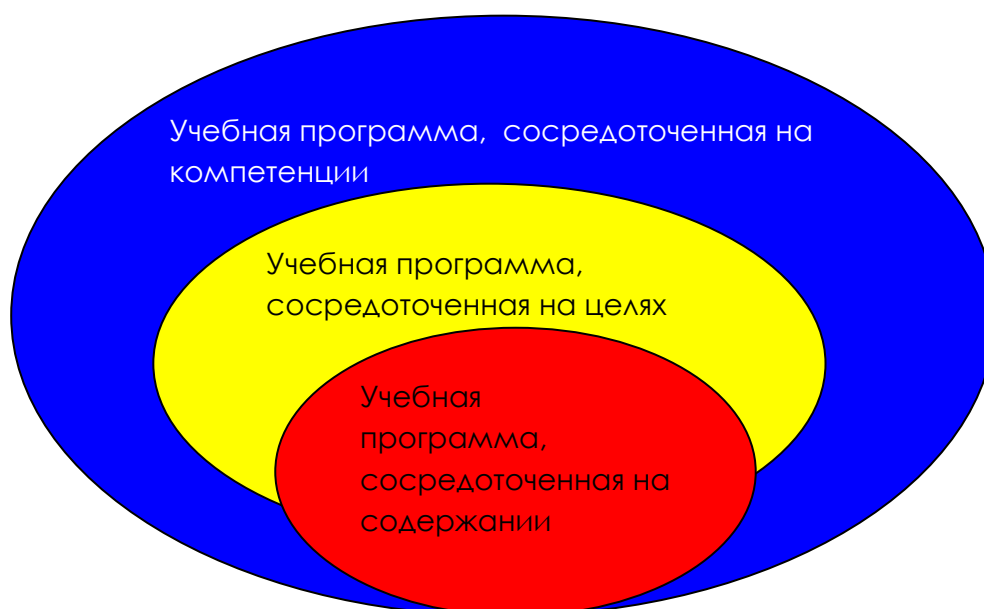 Учебная программа,  сосредоточенная на
компетенции
Учебная программа,
сосредоточенная на целях
Учебная
программа,
сосредоточенная на
содержании